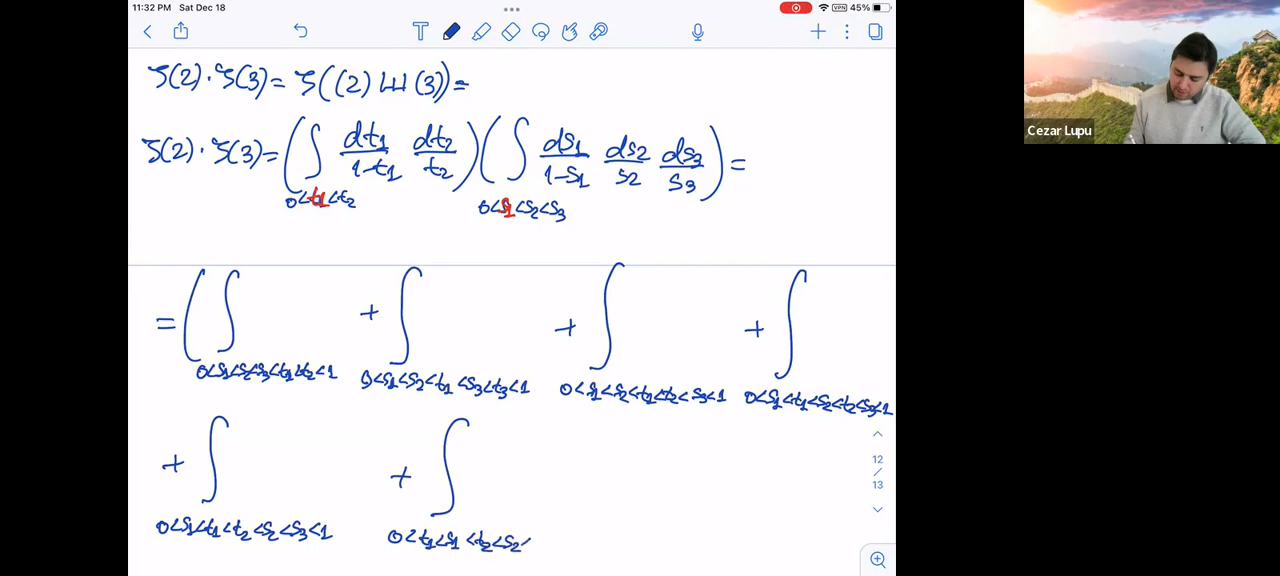 11:32 PM Sat Dec 18
VPN 45%
ζ(2)·ζ(3) = ζ((2) Ш (3)) =
ζ(2)·ζ(3) = (∫ dt1/(1-t1) dt2/t2) (∫ ds1/(1-s1) ds2/s2 ds3/s3) =
0<t1<t2 0<s1<s2<s3
= (∫ + ∫ + ∫ + ∫
0<s1<s2<s3<t1<t2<1 0<s1<s2<t1<s3<t3<1 0<s1<s2<t1<t2<s3<1 0<s1<t1<s2<t2<s3<1
+ ∫ + ∫
0<s1<t1<t2<s2<s3<1 0<t1<s1<t2<s2<
12
/
13
Cezar Lupu